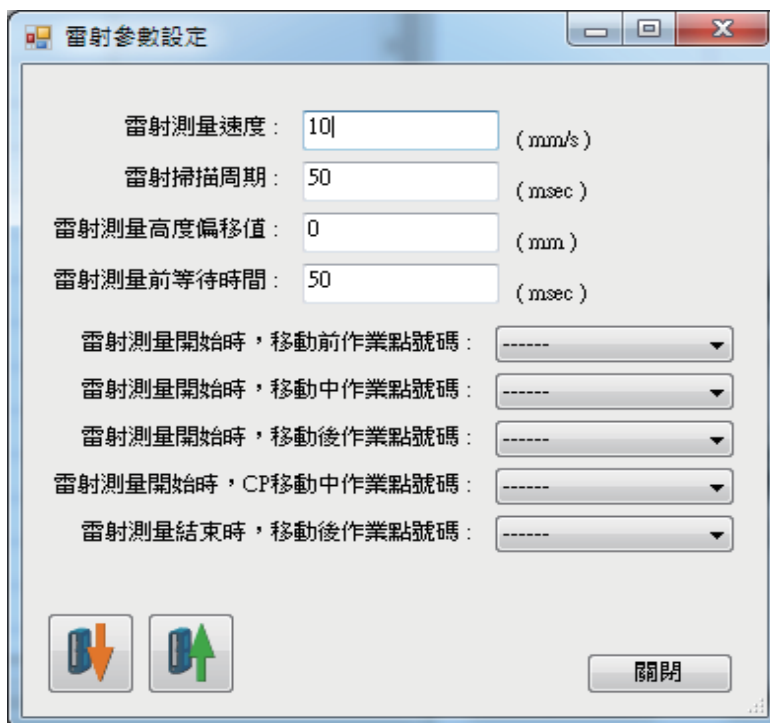 雷射參數設定
雷射測量速度: 10 (mm/s)
雷射掃描周期: 50 (msec)
雷射測量高度偏移值: 0 (mm)
雷射測量前等待時間: 50 (msec)
雷射測量開始時,移動前作業點號碼: ------
雷射測量開始時,移動中作業點號碼: ------
雷射測量開始時,移動後作業點號碼: ------
雷射測量開始時,CP移動中作業點號碼: ------
雷射測量結束時,移動後作業點號碼: ------
關閉